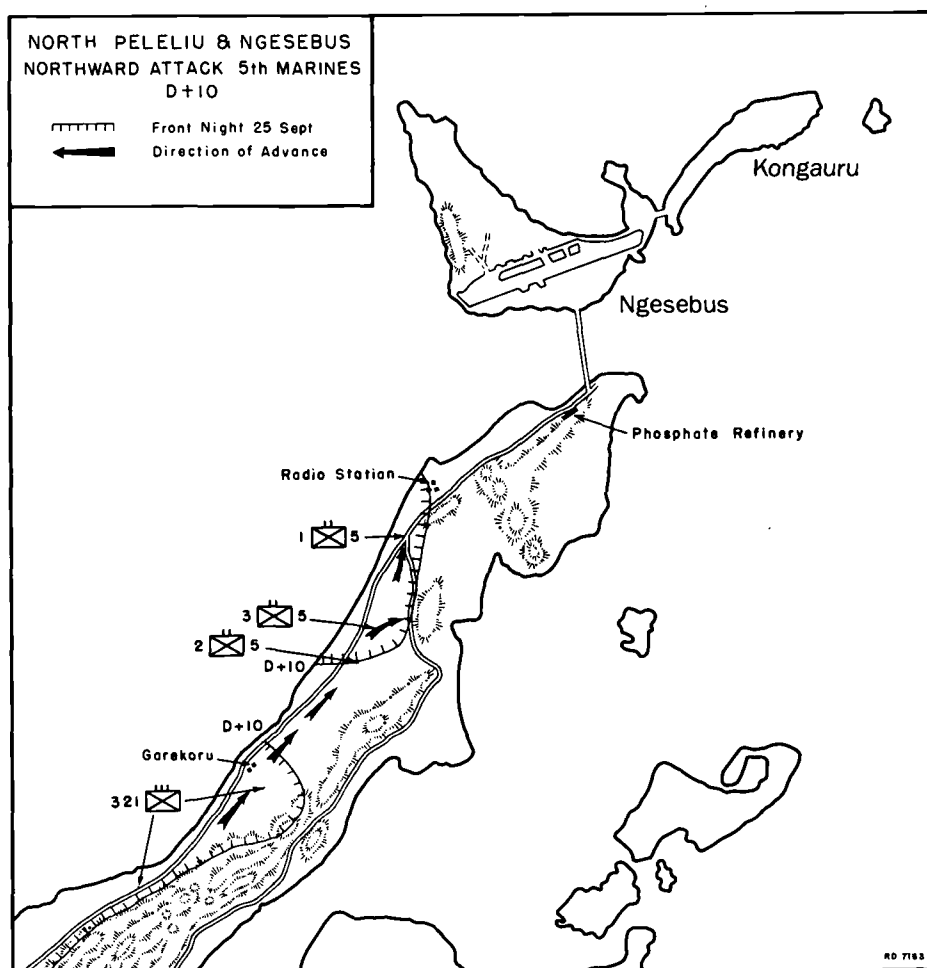 NORTH PELELIU & NGESEBUS
NORTHWARD ATTACK 5th MARINES
D+10
Front Night 25 Sept
Direction of Advance
Kongauru
Ngesebus
Phosphate Refinery
Radio Station
1 5
3 5
2 5
D+10
D+10
Garekoru
321
RD 7183